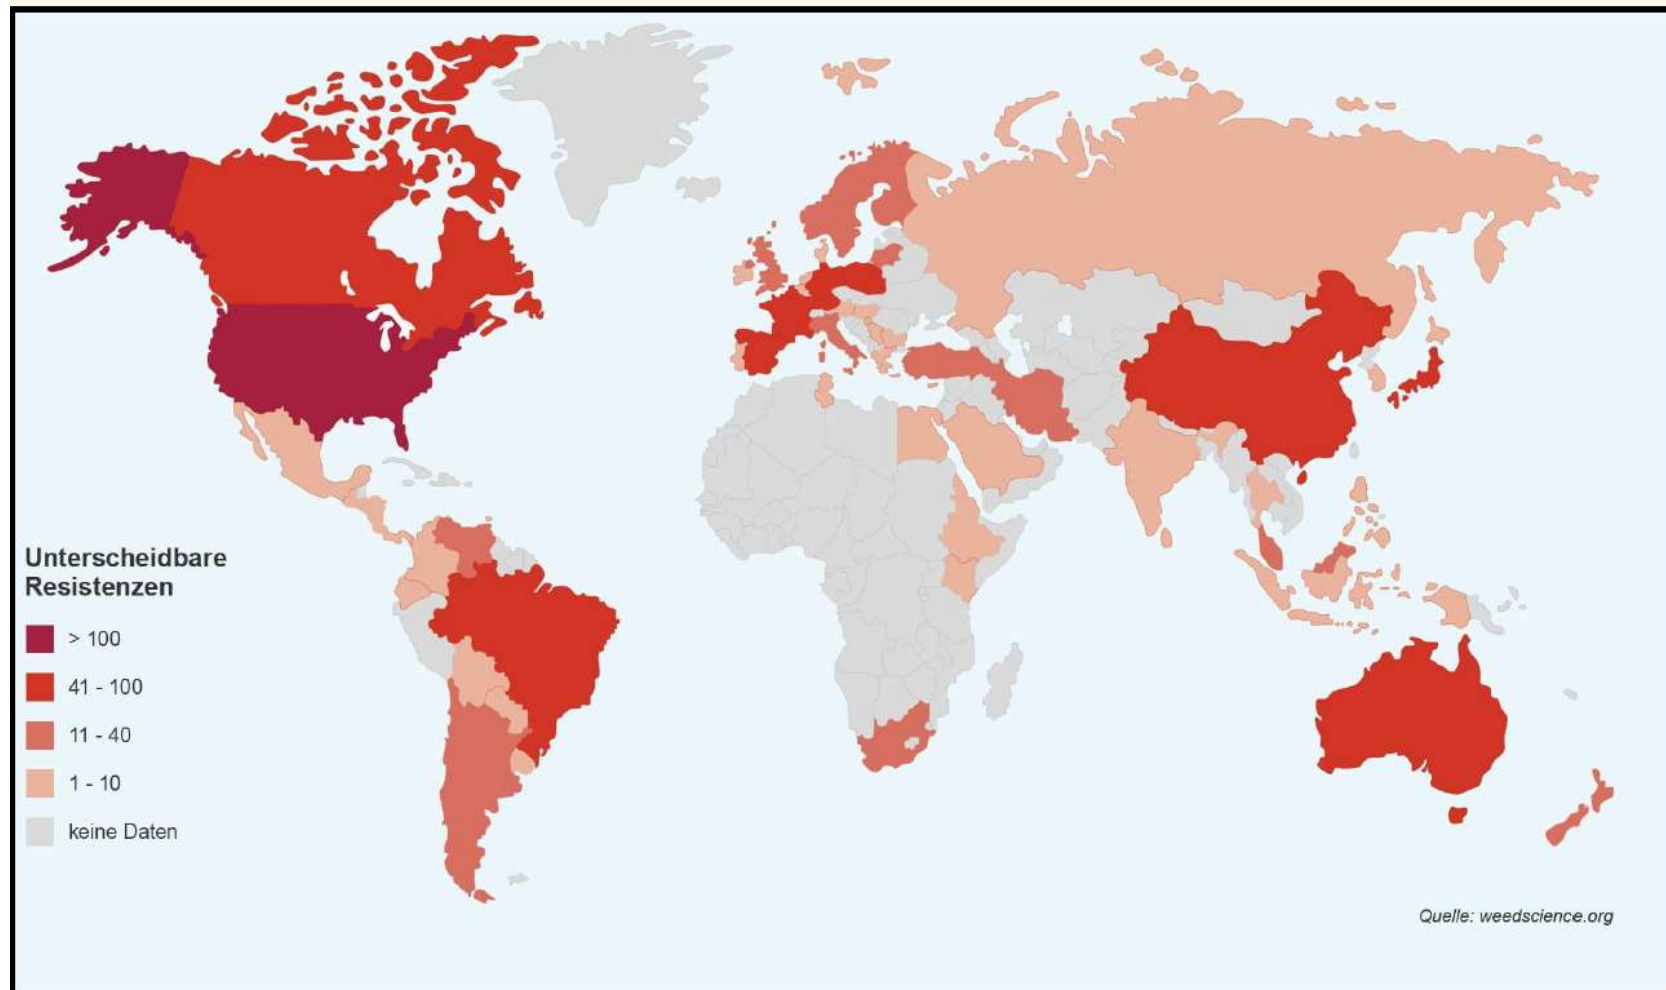 Unterscheidbare
Resistenzen
> 100
41 - 100
11 - 40
1 - 10
keine Daten
Quelle: weedscience.org